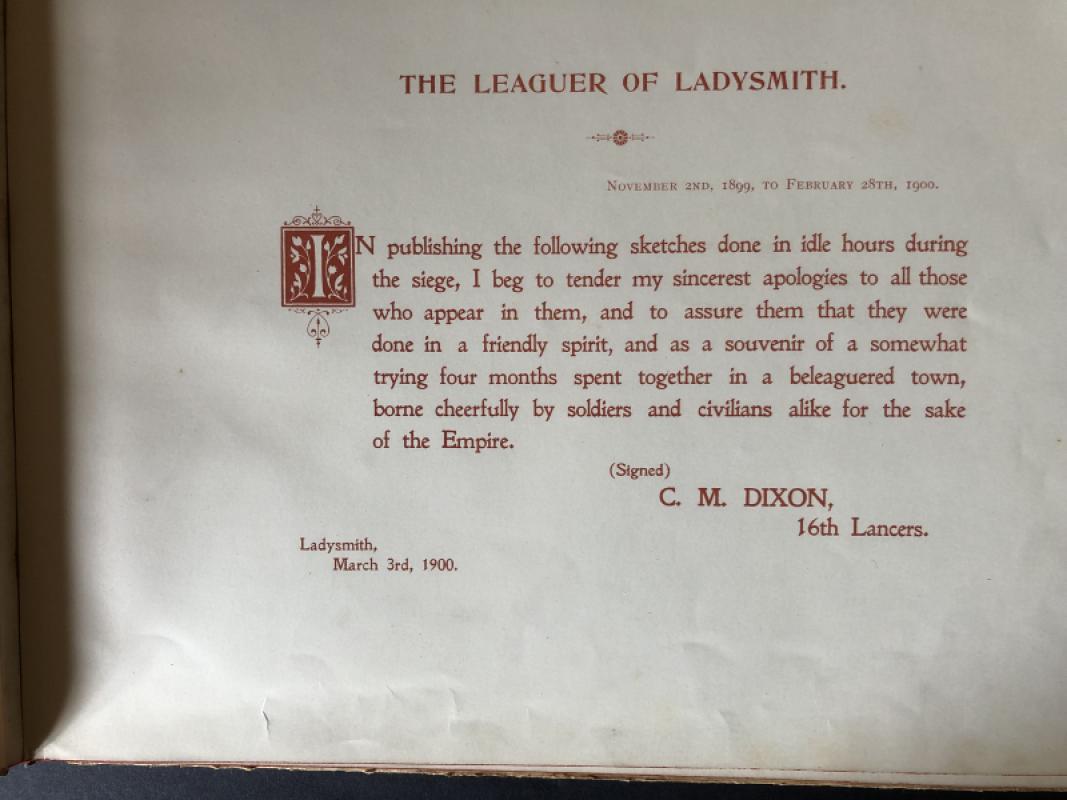 THE LEAGUER OF LADYSMITH.
NOVEMBER 2ND, 1899, TO FEBRUARY 28TH, 1900.
IN publishing the following sketches done in idle hours during
the siege, I beg to tender my sincerest apologies to all those
who appear in them, and to assure them that they were
done in a friendly spirit, and as a souvenir of a somewhat
trying four months spent together in a beleaguered town,
borne cheerfully by soldiers and civilians alike for the sake
of the Empire.
(Signed)
C. M. DIXON,
16th Lancers.
Ladysmith,
March 3rd, 1900.